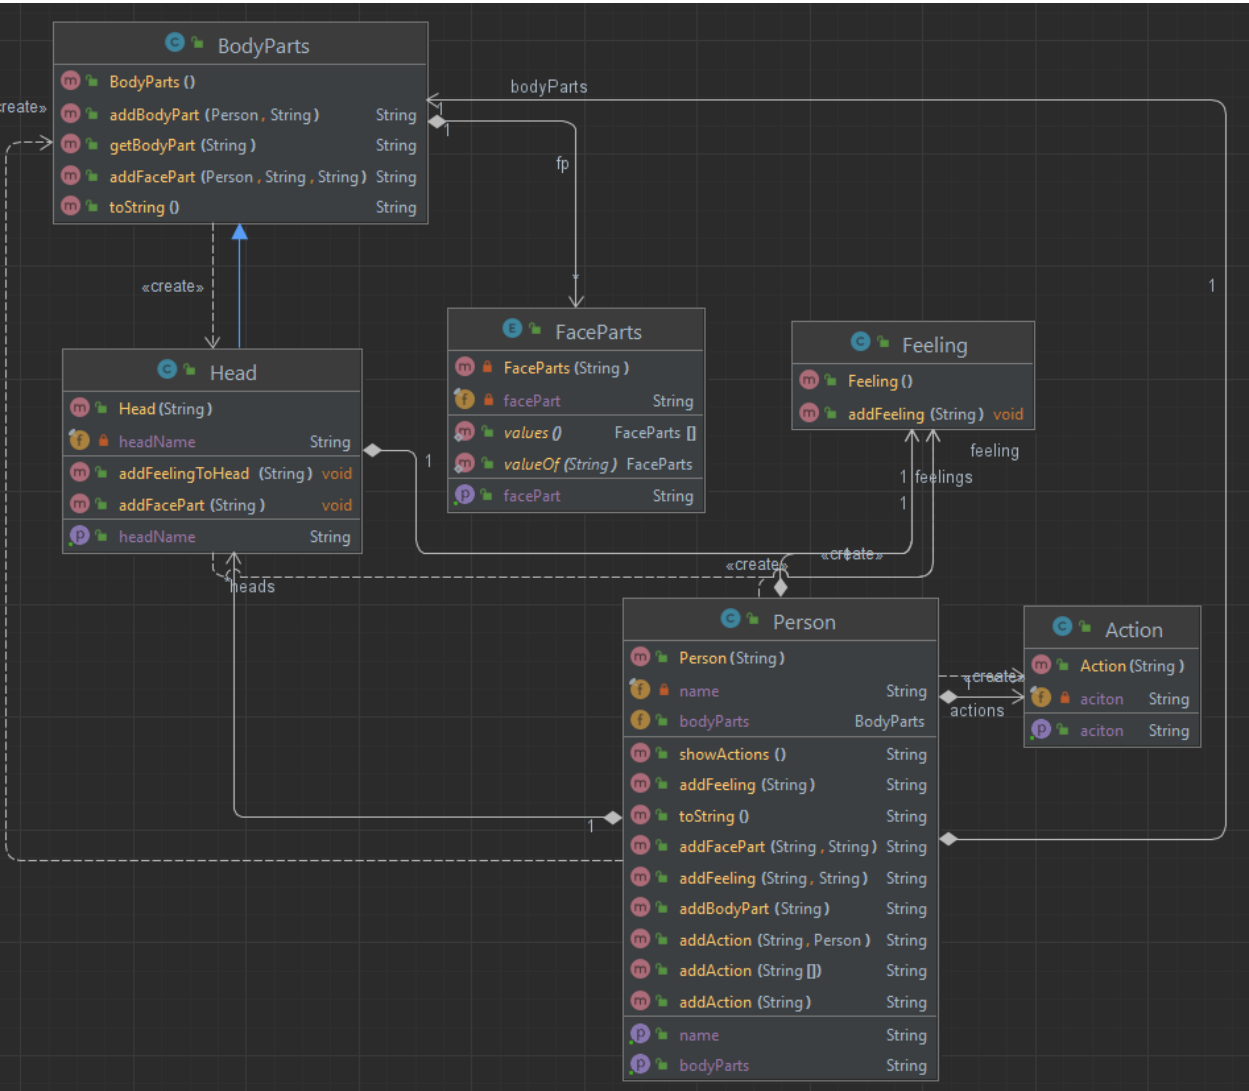 BodyParts
BodyParts ()
addBodyPart (Person, String) String
getBodyPart (String) String
addFacePart (Person, String, String) String
toString () String
create»
bodyParts
1
1
fp
1
«create»
FaceParts
FaceParts (String)
facePart String
values () FaceParts []
valueOf (String) FaceParts
facePart String
Feeling
Feeling ()
addFeeling (String) void
Head
Head (String)
headName String
addFeelingToHead (String) void
addFacePart (String) void
headName String
1
feeling
1 feelings
1
«create»
«create»
*
heads
Person
Person (String)
name String
bodyParts BodyParts
showActions () String
addFeeling (String) String
toString () String
addFacePart (String, String) String
addFeeling (String, String) String
addBodyPart (String) String
addAction (String, Person) String
addAction (String []) String
addAction (String) String
name String
bodyParts String
1
«create»
1
actions
Action
Action (String)
aciton String
aciton String